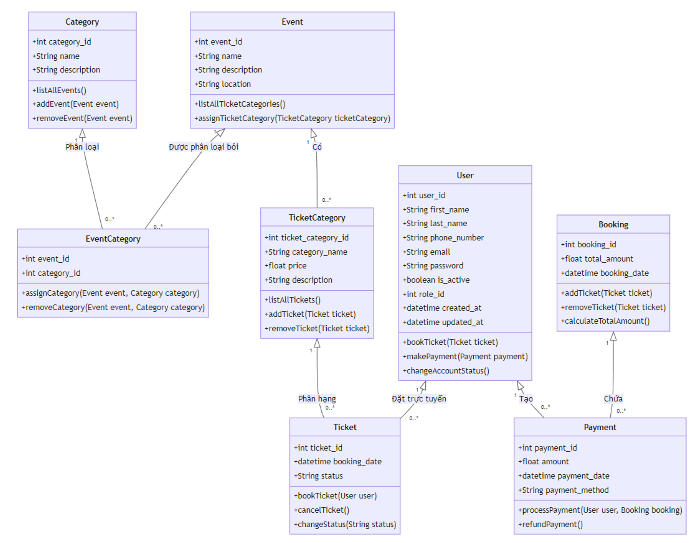 Category
+int category_id
+String name
+String description
+listAllEvents()
+addEvent(Event event)
+removeEvent(Event event)
Event
+int event_id
+String name
+String description
+String location
+listAllTicketCategories()
+assignTicketCategory(TicketCategory ticketCategory)
1
Phân loại
0..*
1
Được phân loại bởi
0..*
1
Có
0..*
EventCategory
+int event_id
+int category_id
+assignCategory(Event event, Category category)
+removeCategory(Event event, Category category)
TicketCategory
+int ticket_category_id
+String category_name
+float price
+String description
+listAllTickets()
+addTicket(Ticket ticket)
+removeTicket(Ticket ticket)
User
+int user_id
+String first_name
+String last_name
+String phone_number
+String email
+String password
+boolean is_active
+int role_id
+datetime created_at
+datetime updated_at
+bookTicket(Ticket ticket)
+makePayment(Payment payment)
+changeAccountStatus()
Booking
+int booking_id
+float total_amount
+datetime booking_date
+addTicket(Ticket ticket)
+removeTicket(Ticket ticket)
+calculateTotalAmount()
1
Phân hạng
0..*
1
Đặt trực tuyến
0..*
1
Tạo
0..*
1
Chứa
0..*
Ticket
+int ticket_id
+datetime booking_date
+String status
+bookTicket(User user)
+cancelTicket()
+changeStatus(String status)
Payment
+int payment_id
+float amount
+datetime payment_date
+String payment_method
+processPayment(User user, Booking booking)
+refundPayment()